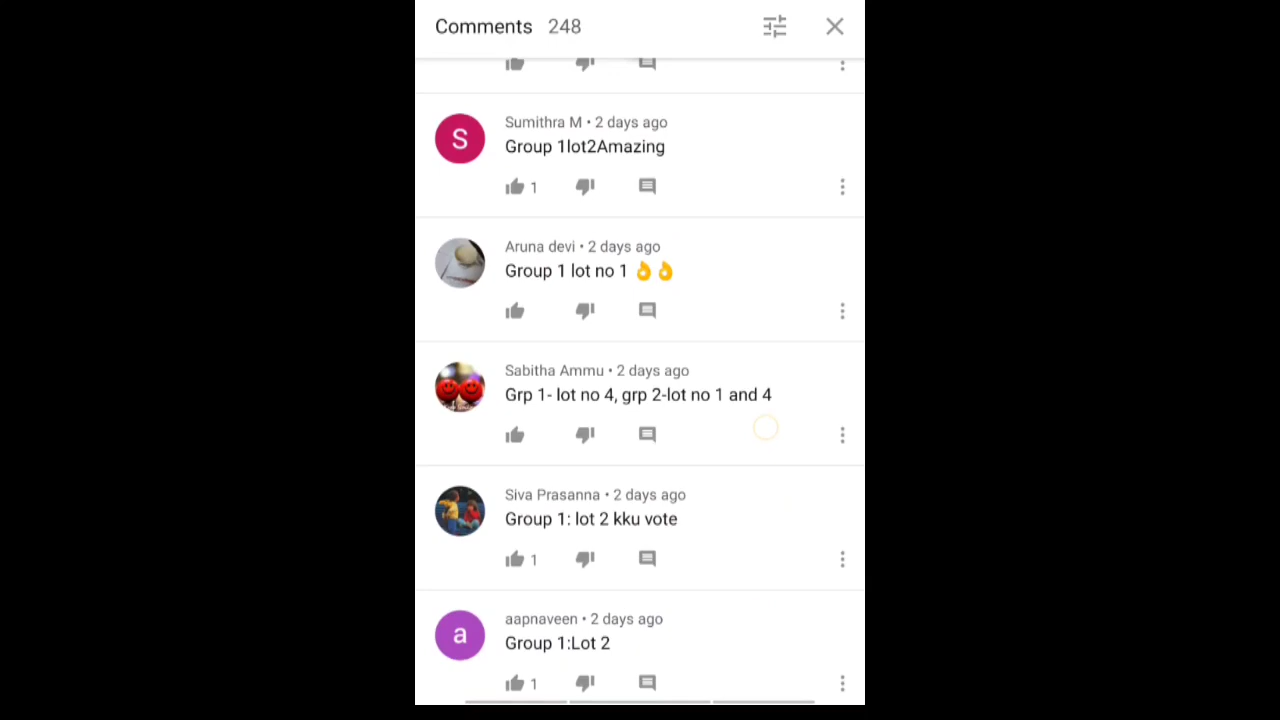 Comments 248
Sumithra M • 2 days ago
Group 1lot2Amazing
1
Aruna devi • 2 days ago
Group 1 lot no 1 👌👌
Sabitha Ammu • 2 days ago
Grp 1- lot no 4, grp 2-lot no 1 and 4
Siva Prasanna • 2 days ago
Group 1: lot 2 kku vote
1
a
aapnaveen • 2 days ago
Group 1:Lot 2
1
S